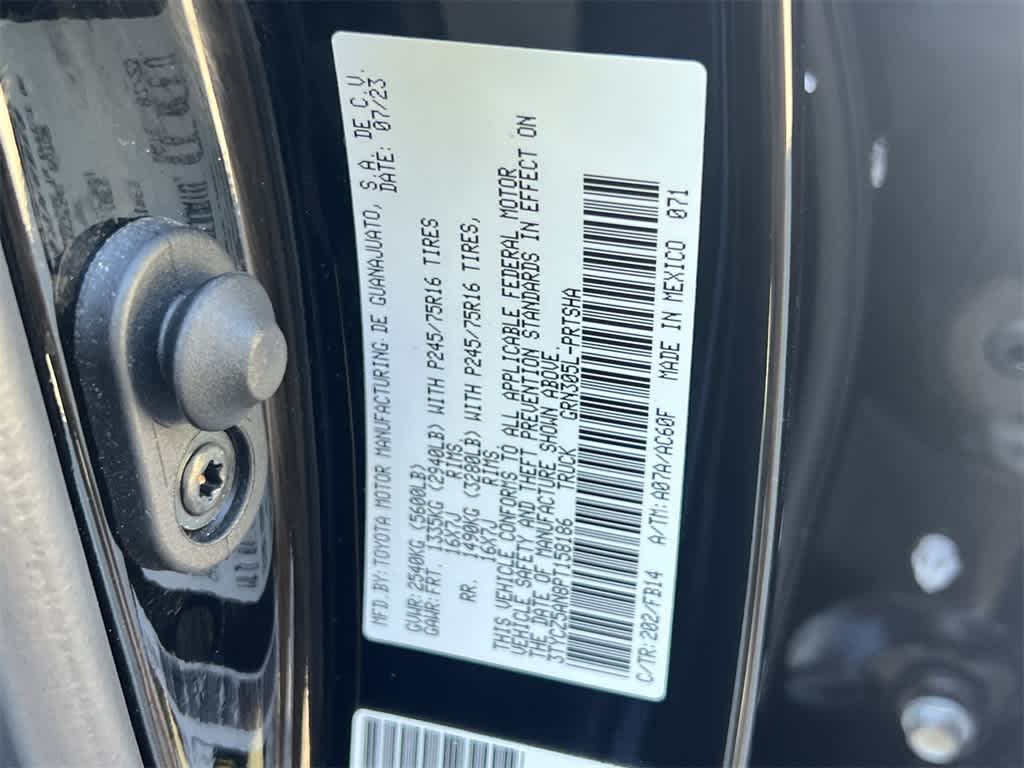 MFD.BY:TOYOTA MOTOR MANUFACTURING DE GUANAJUATO, S.A. DE C.V.
DATE: 07/23
GVWR:2540KG (5600LB)
GAWR:FRT. 1335KG (2940LB) WITH P245/75R16 TIRES
16X7J RIMS
RR. 1490KG (3280LB) WITH P245/75R16 TIRES,
16X7J RIMS,
THIS VEHICLE CONFORMS TO ALL APPLICABLE FEDERAL MOTOR
VEHICLE SAFETY AND THEFT PREVENTION STANDARDS IN EFFECT ON
THE DATE OF MANUFACTURE SHOWN ABOVE.
3TYCZ5AN8PT158186 TRUCK GRN305L-PRTSHA
C/TR:202/FB14 A/TM:A07A/AC60F MADE IN MEXICO 071